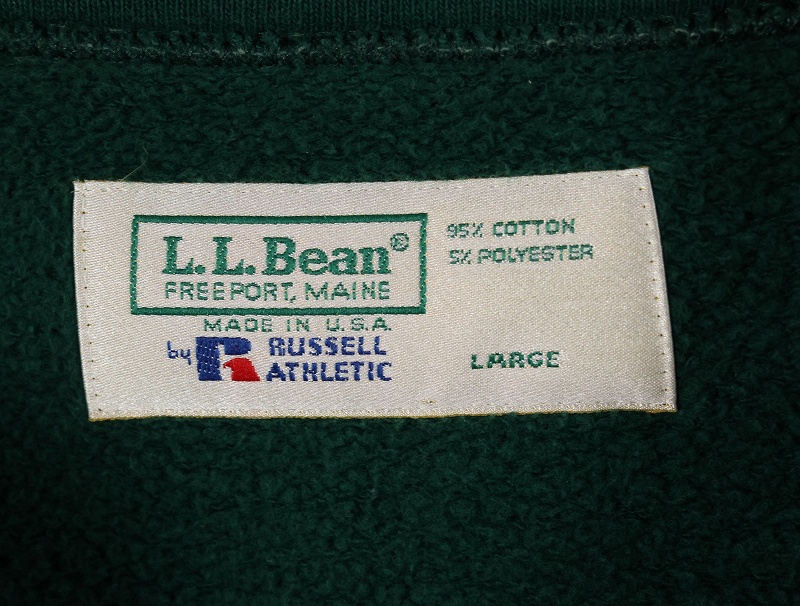 L.L.Bean®
FREEPORT, MAINE
MADE IN U.S.A.
by R RUSSELL
ATHLETIC
95% COTTON
5% POLYESTER
LARGE